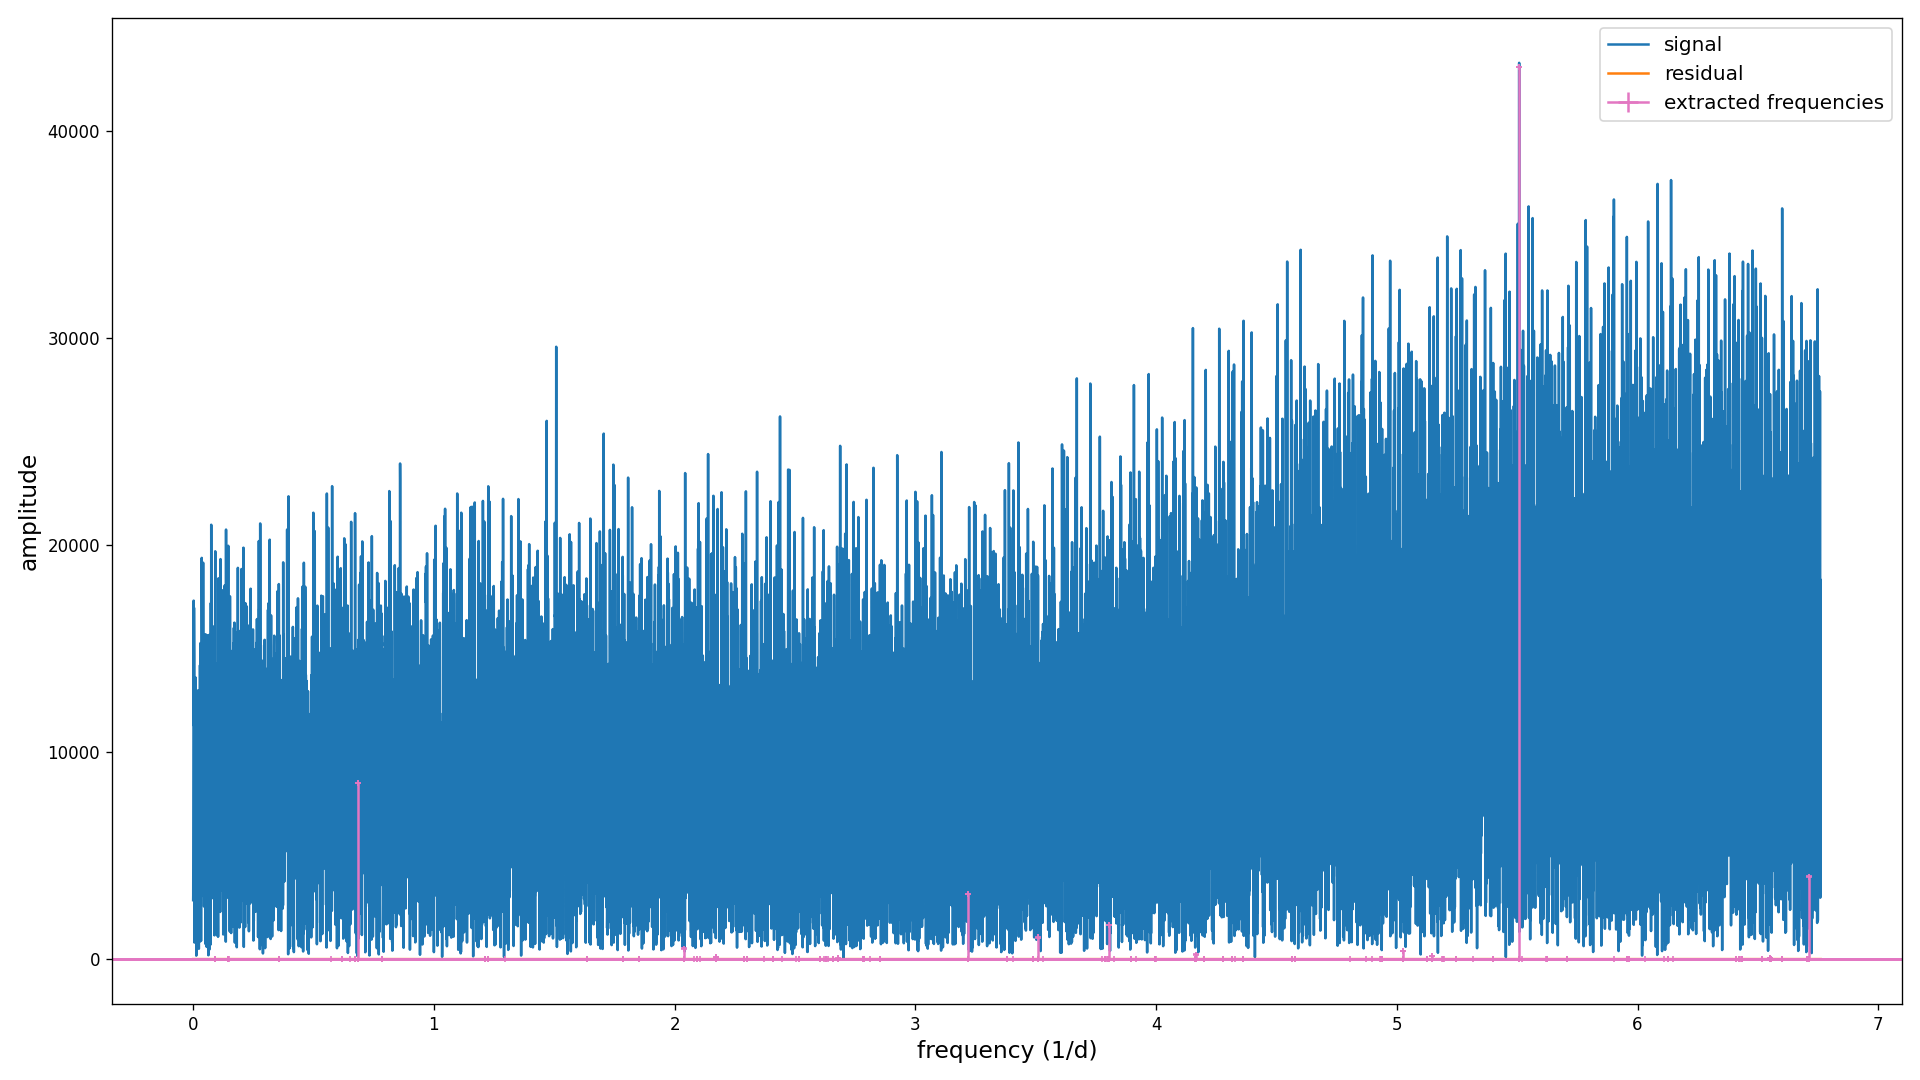 signal
residual
extracted frequencies
amplitude
40000
30000
20000
10000
0
0 1 2 3 4 5 6 7
frequency (1/d)